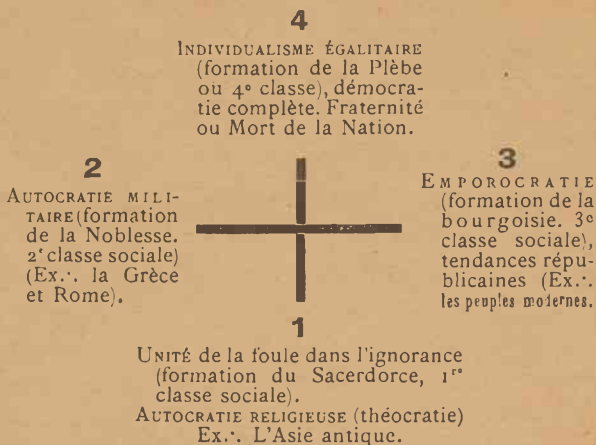 4
INDIVIDUALISME ÉGALITAIRE
(formation de la Plèbe
ou 4e classe), démocra-
tie complète. Fraternité
ou Mort de la Nation.
2
AUTOCRATIE MILI-
TAIRE (formation
de la Noblesse.
2e classe sociale)
(Ex.·. la Grèce
et Rome).
3
EMPOROCRATIE
(formation de la
bourgoisie. 3e
classe sociale),
tendances répu-
blicaines (Ex.·.
les peuples modernes.
1
UNITÉ de la foule dans l'ignorance
(formation du Sacerdorce, 1re
classe sociale).
AUTOCRATIE RELIGIEUSE (théocratie)
Ex.·. L'Asie antique.